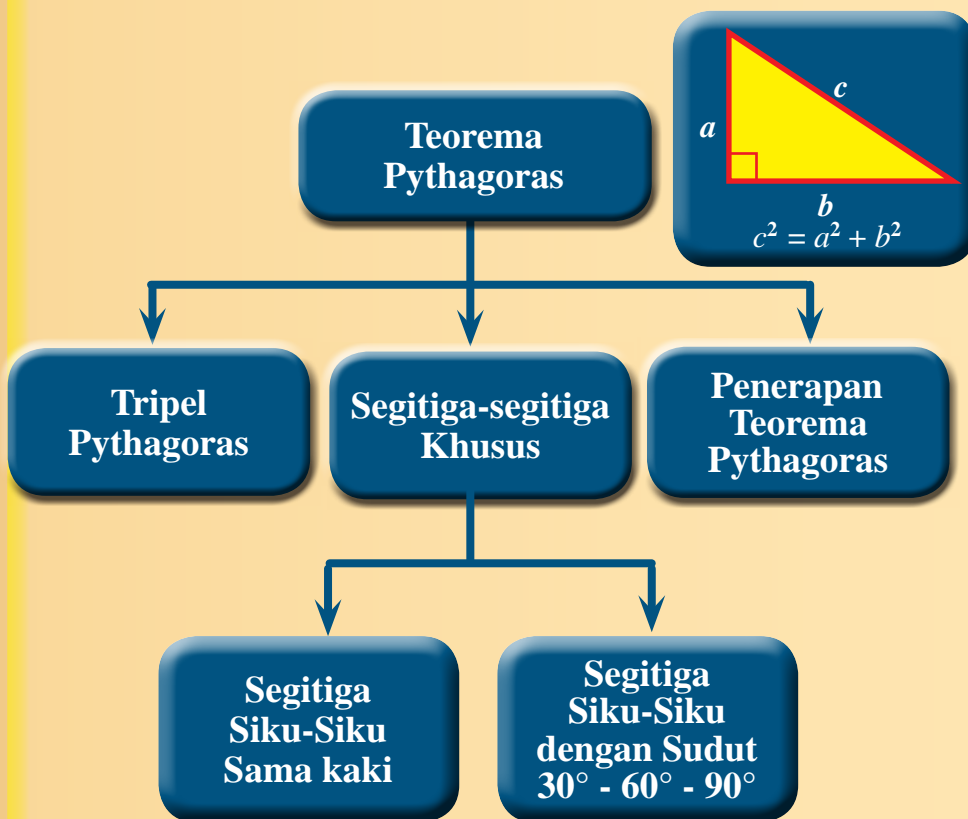 Teorema
Pythagoras
a
c
b
c² = a² + b²
Tripel
Pythagoras
Segitiga-segitiga
Khusus
Penerapan
Teorema
Pythagoras
Segitiga
Siku-Siku
Sama kaki
Segitiga
Siku-Siku
dengan Sudut
30° - 60° - 90°